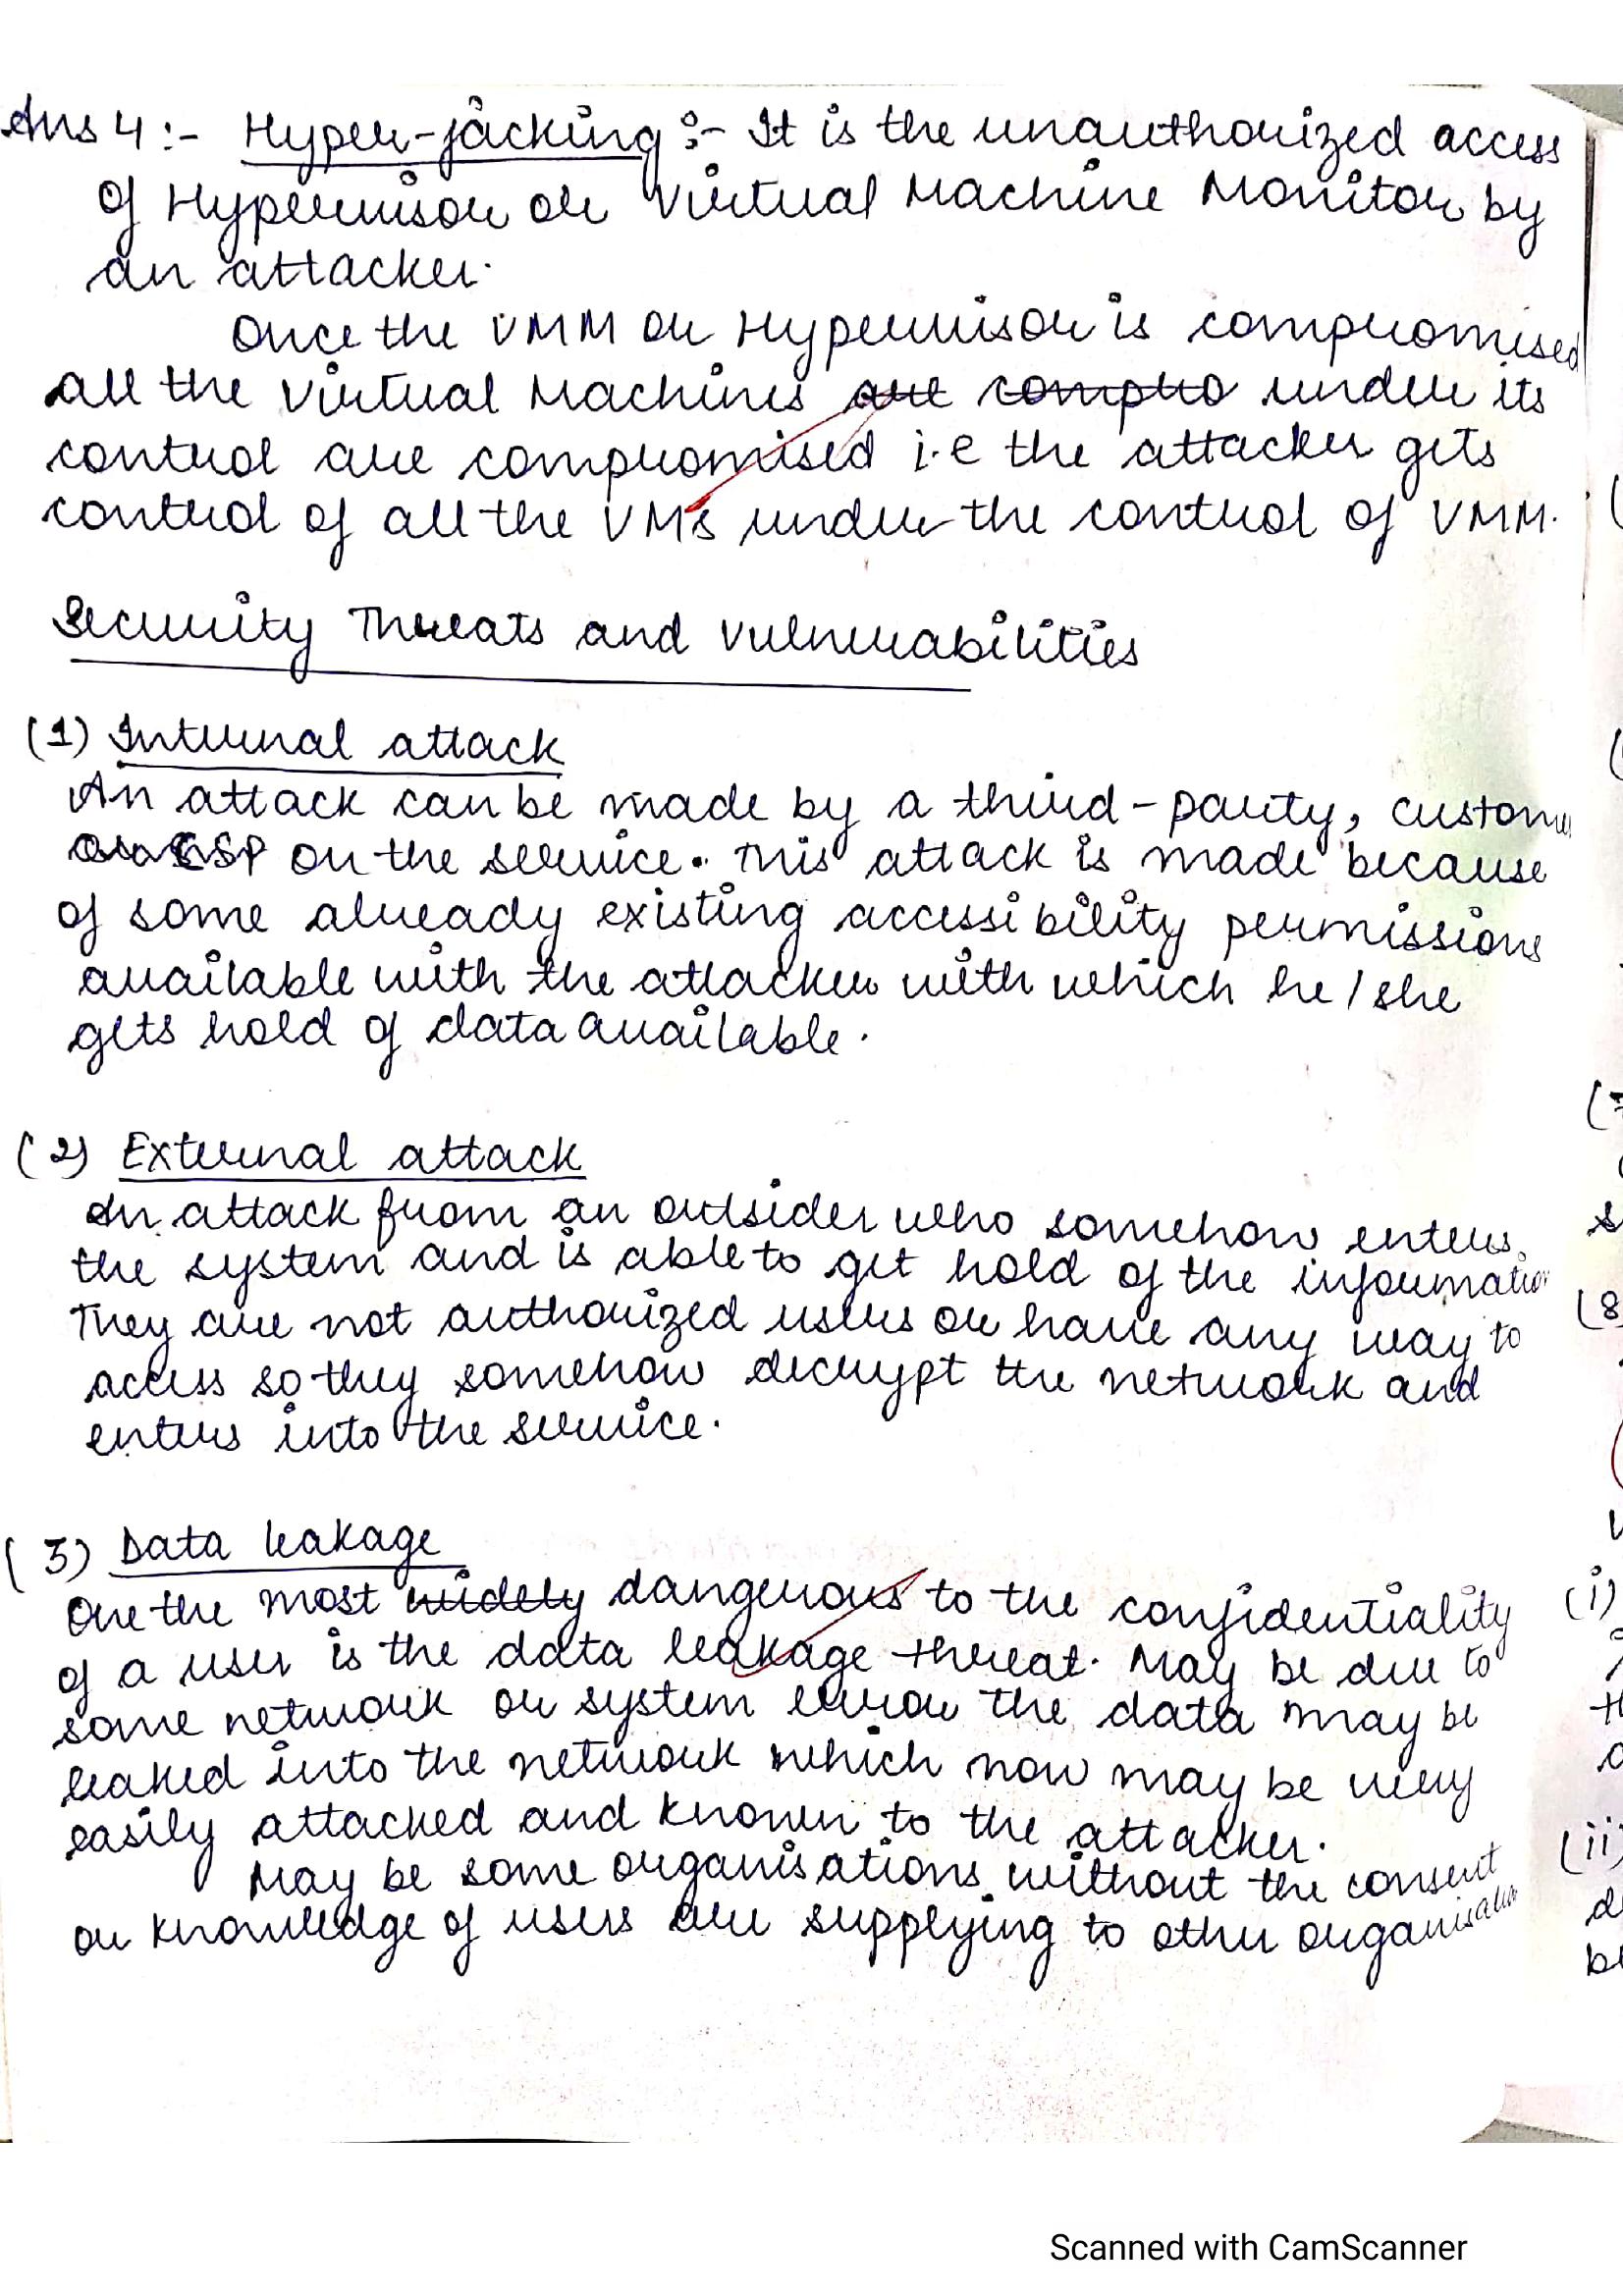 Ans 4 :- Hyper-jacking :- It is the unauthorized access
of Hypervisor or Virtual Machine Monitor by
an attacker.
Once the VMM or Hypervisor is compromised
all the Virtual Machines are compro under its
control are compromised i.e the attacker gets
control of all the VMs under the control of VMM.
Security Threats and Vulnerabilities
(1) Internal attack
An attack can be made by a third-party, customer
CSP on the service. This attack is made because
of some already existing accessibility permissions
available with the attacker with which he/she
gets hold of data available.
(2) External attack
An attack from an outsider who somehow enters
the system and is able to get hold of the information
They are not authorized users or have any way to
access so they somehow decrypt the network and
enters into the service.
(3) Data leakage
One the most widely dangerous to the confidentiality
of a user is the data leakage threat. May be due to
some network or system error the data may be
leaked into the network which now may be very
easily attacked and known to the attacker.
May be some organisations without the consent
or knowledge of users are supplying to other organisation
(8
(i)
(ii)
Scanned with CamScanner